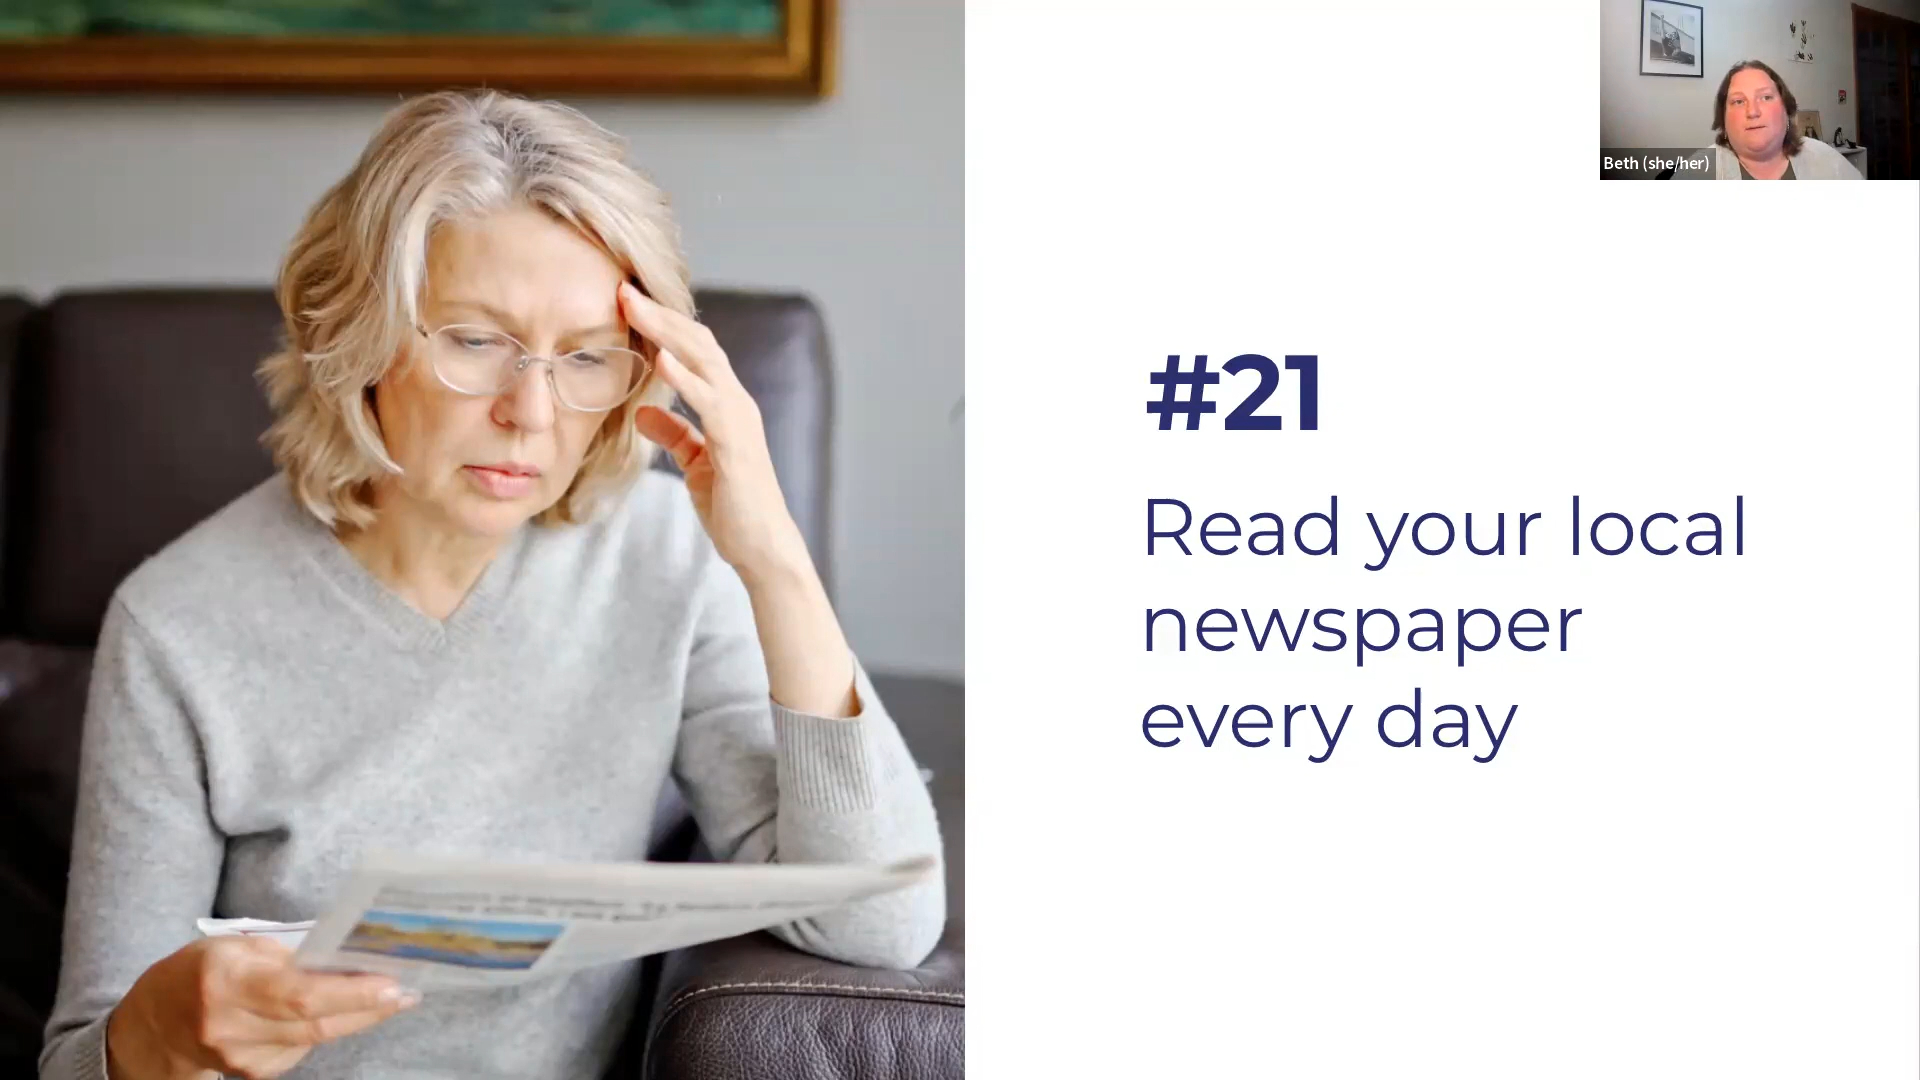 Beth (she/her)
#21
Read your local
newspaper
every day